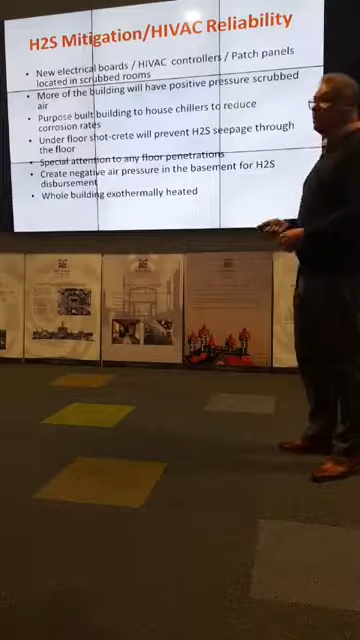 H2S Mitigation/HIVAC Reliability
• New electrical boards / HIVAC controllers / Patch panels
located in scrubbed rooms
• More of the building will have positive pressure scrubbed
air
• Purpose built building to house chillers to reduce
corrosion rates
• Under floor shot-crete will prevent H2S seepage through
the floor
• Special attention to any floor penetrations
• Create negative air pressure in the basement for H2S
disbursement
• Whole building exothermally heated